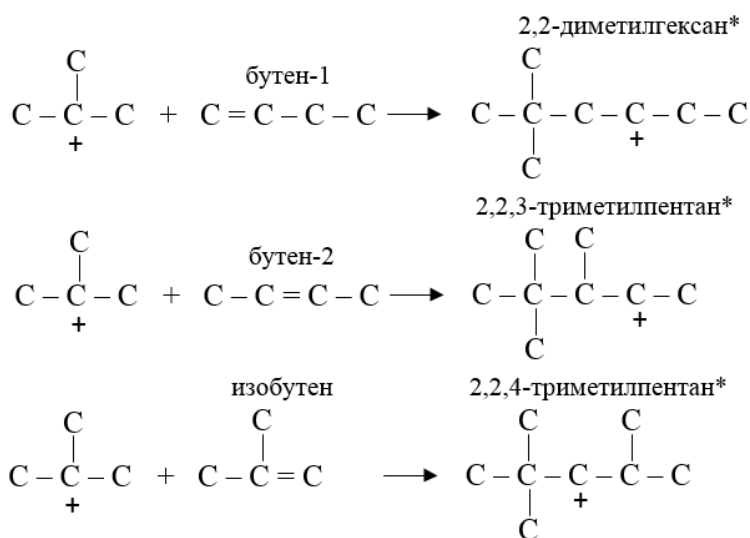 2,2-диметилгексан*
C C
бутен-1
C – C – C + C = C – C – C → C – C – C – C – C – C
+ +
C
2,2,3-триметилпентан*
C C C
бутен-2
C – C – C + C – C = C – C → C – C – C – C – C
+ +
C
изобутен 2,2,4-триметилпентан*
C C C C
C – C – C + C – C = C → C – C – C – C – C
+ +
C